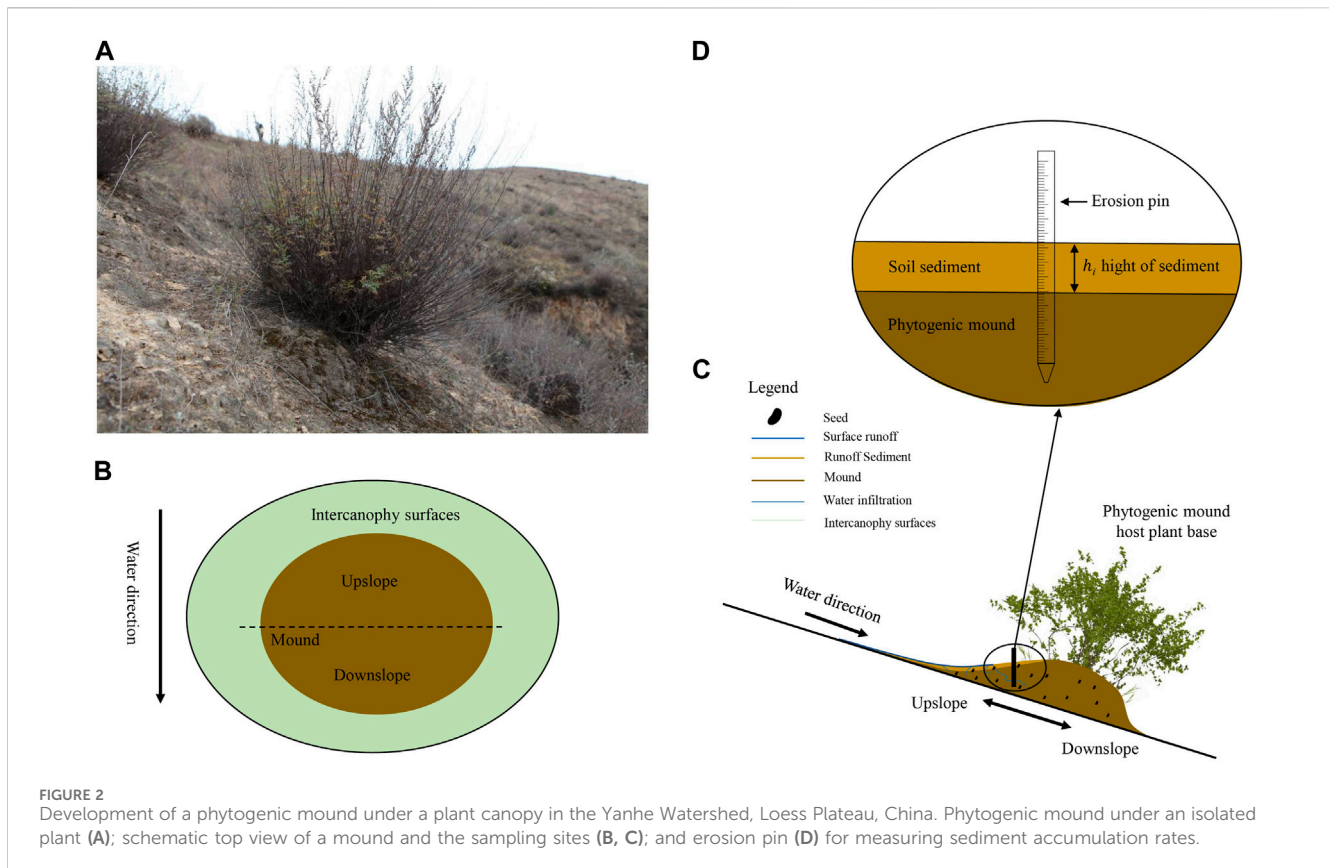 A
D
Erosion pin
Soil sediment
hi hight of sediment
Phytogenic mound
C
Legend
Seed
Surface runoff
Runoff Sediment
Mound
Water infiltration
Intercanophy surfaces
B
Water direction
Intercanophy surfaces
Upslope
Mound
Downslope
Phytogenic mound
host plant base
Water direction
Upslope
Downslope
FIGURE 2
Development of a phytogenic mound under a plant canopy in the Yanhe Watershed, Loess Plateau, China. Phytogenic mound under an isolated
plant (A); schematic top view of a mound and the sampling sites (B, C); and erosion pin (D) for measuring sediment accumulation rates.